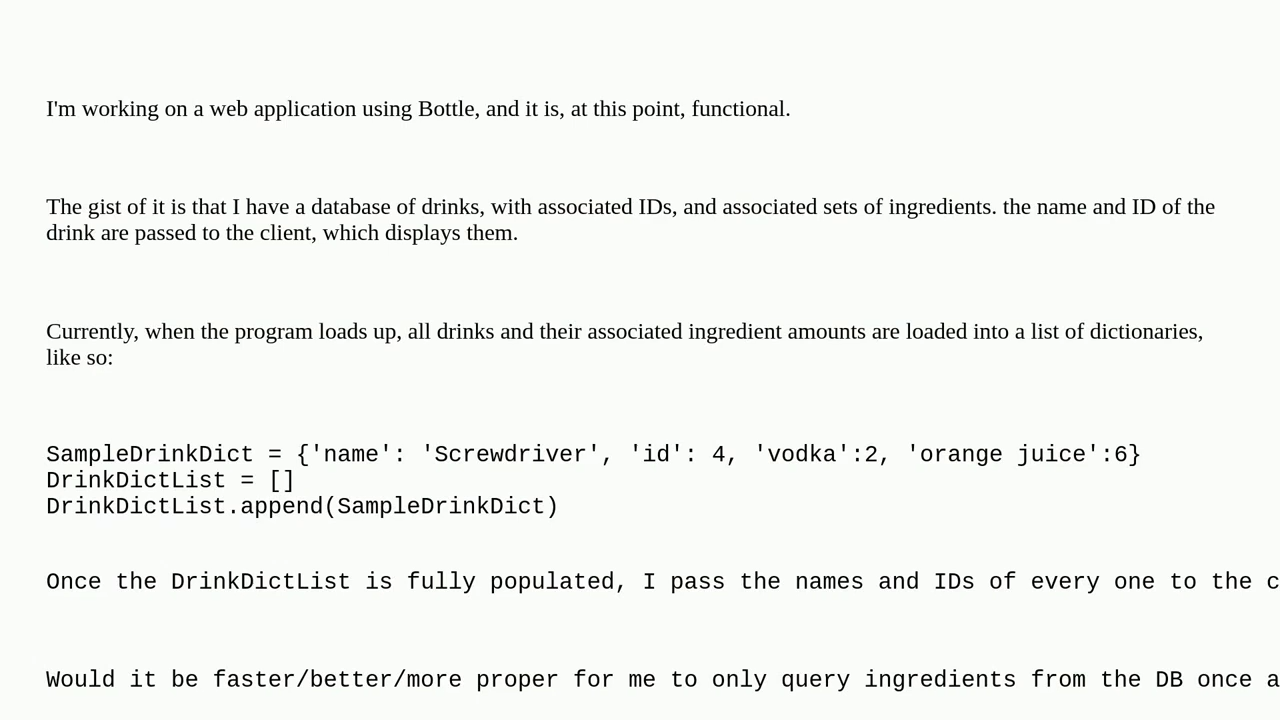 I'm working on a web application using Bottle, and it is, at this point, functional.
The gist of it is that I have a database of drinks, with associated IDs, and associated sets of ingredients. the name and ID of the
drink are passed to the client, which displays them.
Currently, when the program loads up, all drinks and their associated ingredient amounts are loaded into a list of dictionaries,
like so:
SampleDrinkDict = {'name': 'Screwdriver', 'id': 4, 'vodka':2, 'orange juice':6}
DrinkDictList = []
DrinkDictList.append(SampleDrinkDict)
Once the DrinkDictList is fully populated, I pass the names and IDs of every one to the
Would it be faster/better/more proper for me to only query ingredients from the DB once